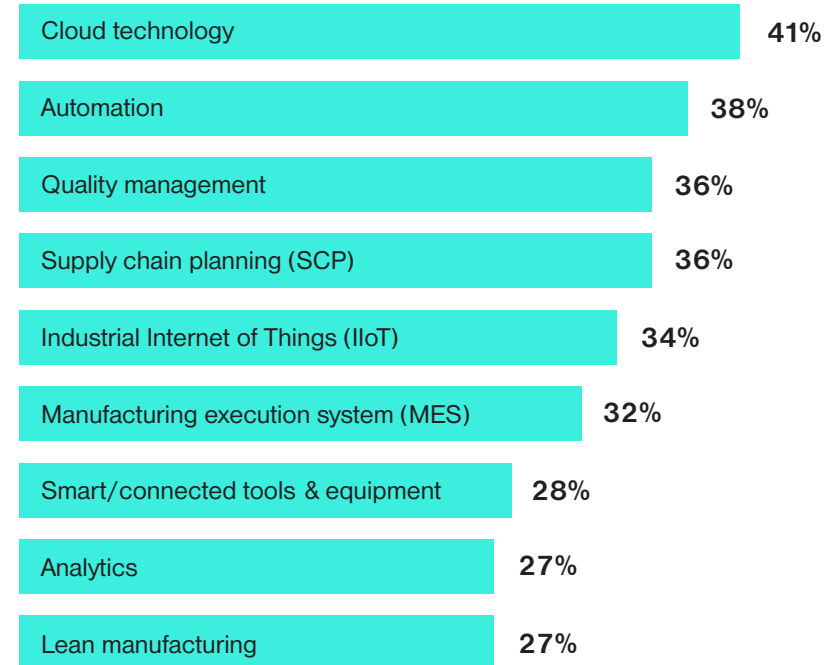 Cloud technology 41%
Automation 38%
Quality management 36%
Supply chain planning (SCP) 36%
Industrial Internet of Things (IIoT) 34%
Manufacturing execution system (MES) 32%
Smart/connected tools & equipment 28%
Analytics 27%
Lean manufacturing 27%